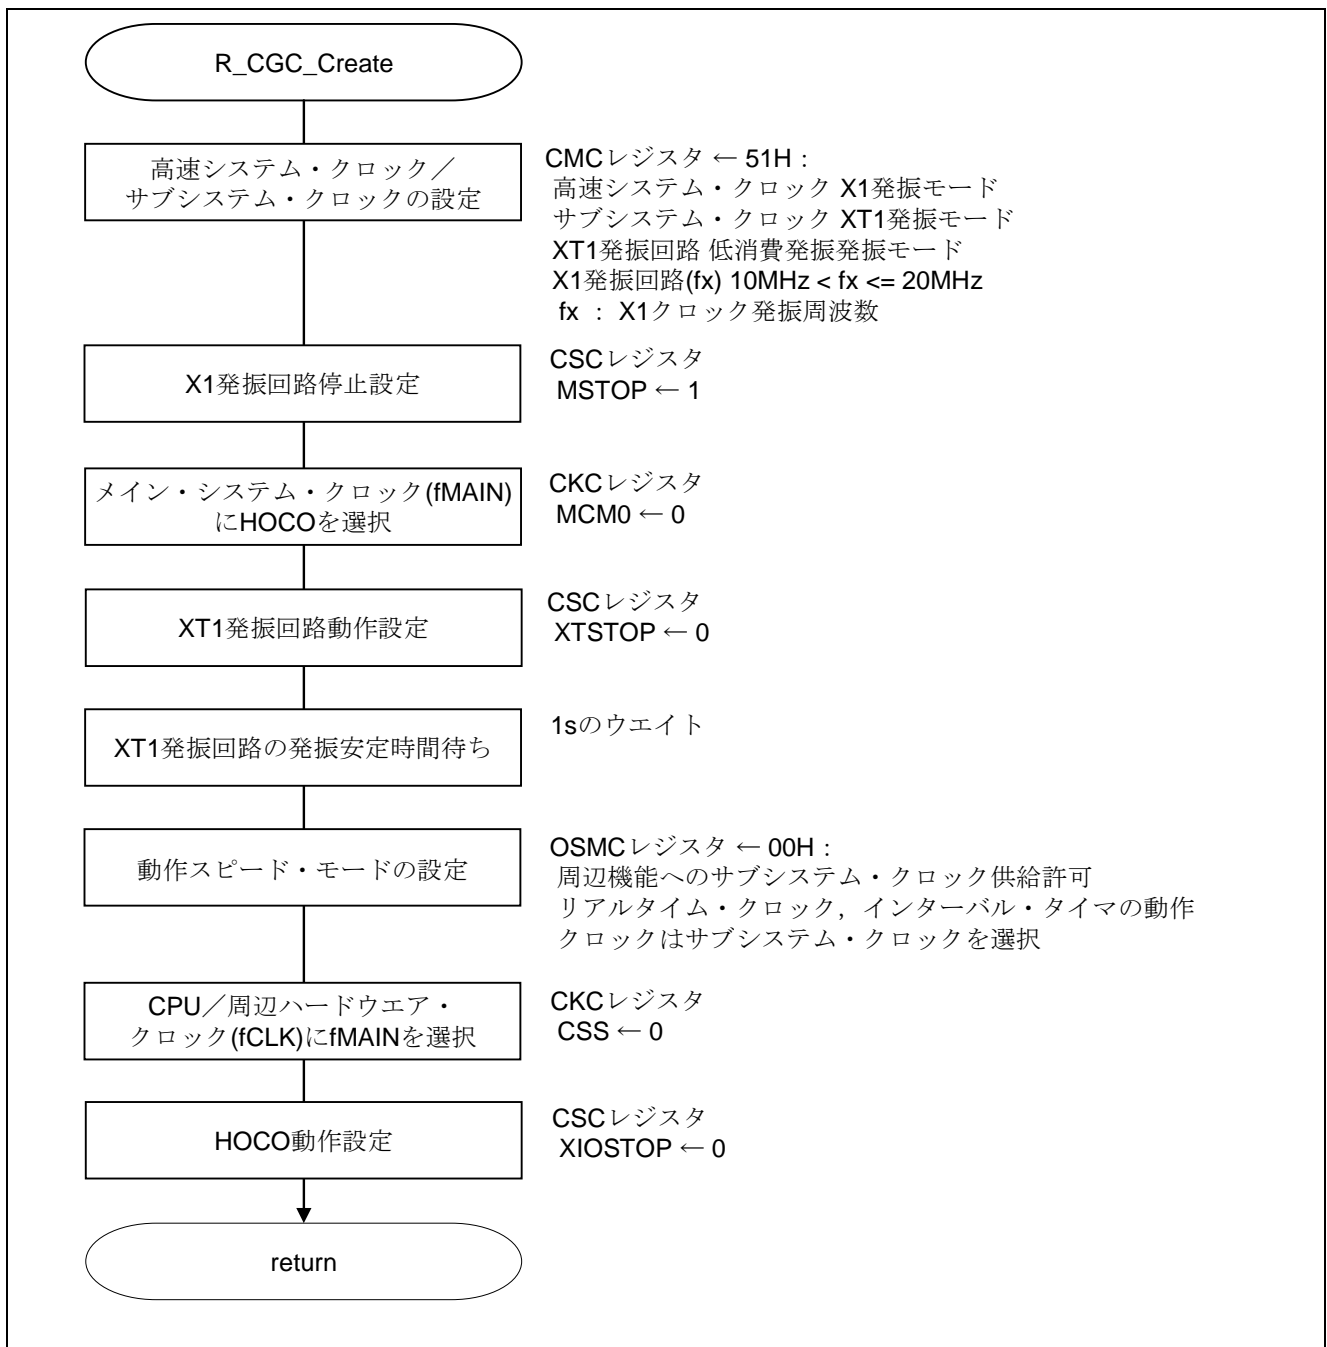 R_CGC_Create
高速システム・クロック／
サブシステム・クロックの設定
CMCレジスタ ← 51H：
高速システム・クロック X1発振モード
サブシステム・クロック XT1発振モード
XT1発振回路 低消費発振発振モード
X1発振回路(fx) 10MHz < fx <= 20MHz
fx ：X1クロック発振周波数
X1発振回路停止設定
CSCレジスタ
MSTOP ← 1
メイン・システム・クロック(fMAIN)
にHOCOを選択
CKCレジスタ
MCM0 ← 0
XT1発振回路動作設定
CSCレジスタ
XTSTOP ← 0
XT1発振回路の発振安定時間待ち
1sのウエイト
動作スピード・モードの設定
OSMCレジスタ ← 00H：
周辺機能へのサブシステム・クロック供給許可
リアルタイム・クロック，インターバル・タイマの動作
クロックはサブシステム・クロックを選択
CPU／周辺ハードウエア・
クロック(fCLK)にfMAINを選択
CKCレジスタ
CSS ← 0
HOCO動作設定
CSCレジスタ
XIOSTOP ← 0
return